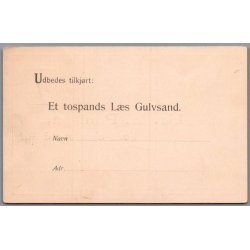 Udbedes tilkjørt:
Et tospands Læs Gulvsand.
Navn
Adr.